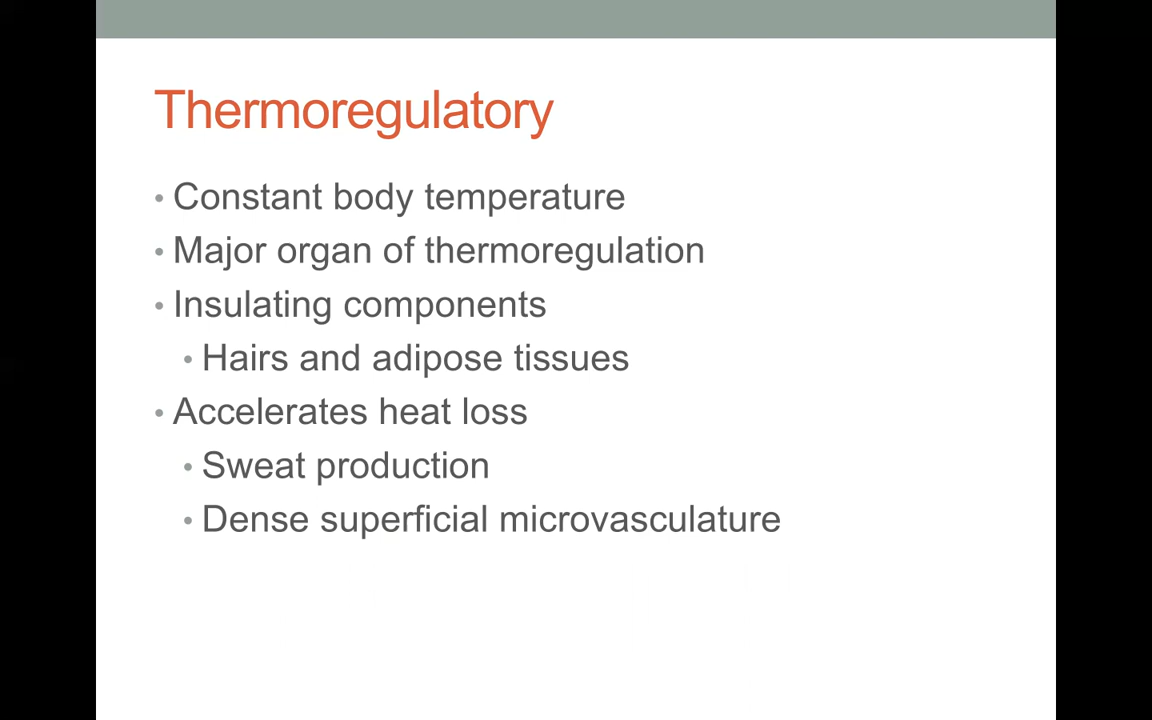 Thermoregulatory
• Constant body temperature
• Major organ of thermoregulation
• Insulating components
• Hairs and adipose tissues
• Accelerates heat loss
• Sweat production
• Dense superficial microvasculature